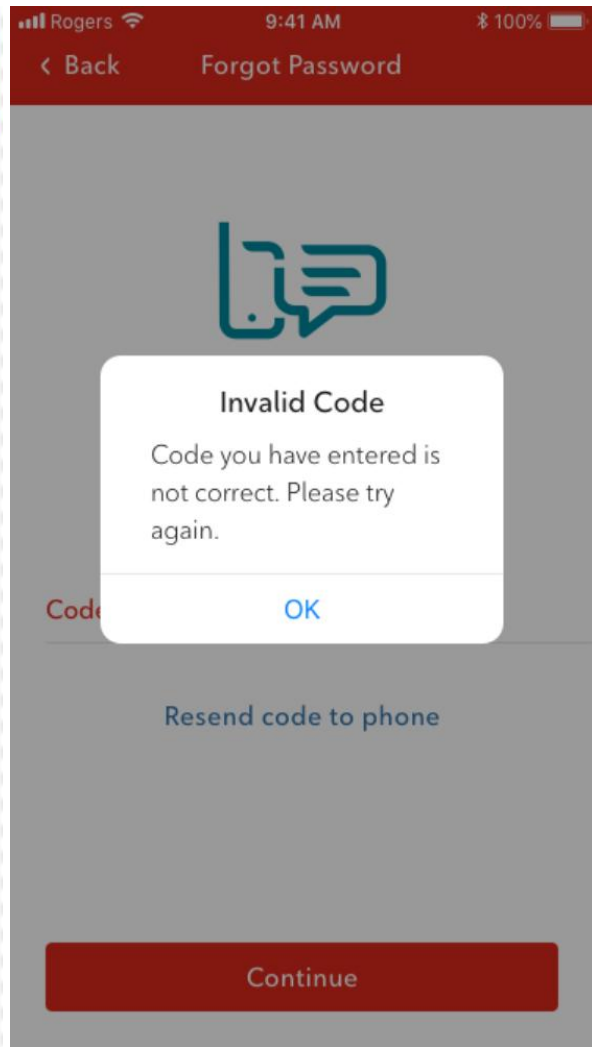 Rogers 9:41 AM 100%
< Back Forgot Password
Invalid Code
Code you have entered is
not correct. Please try
again.
Code
OK
Resend code to phone
Continue